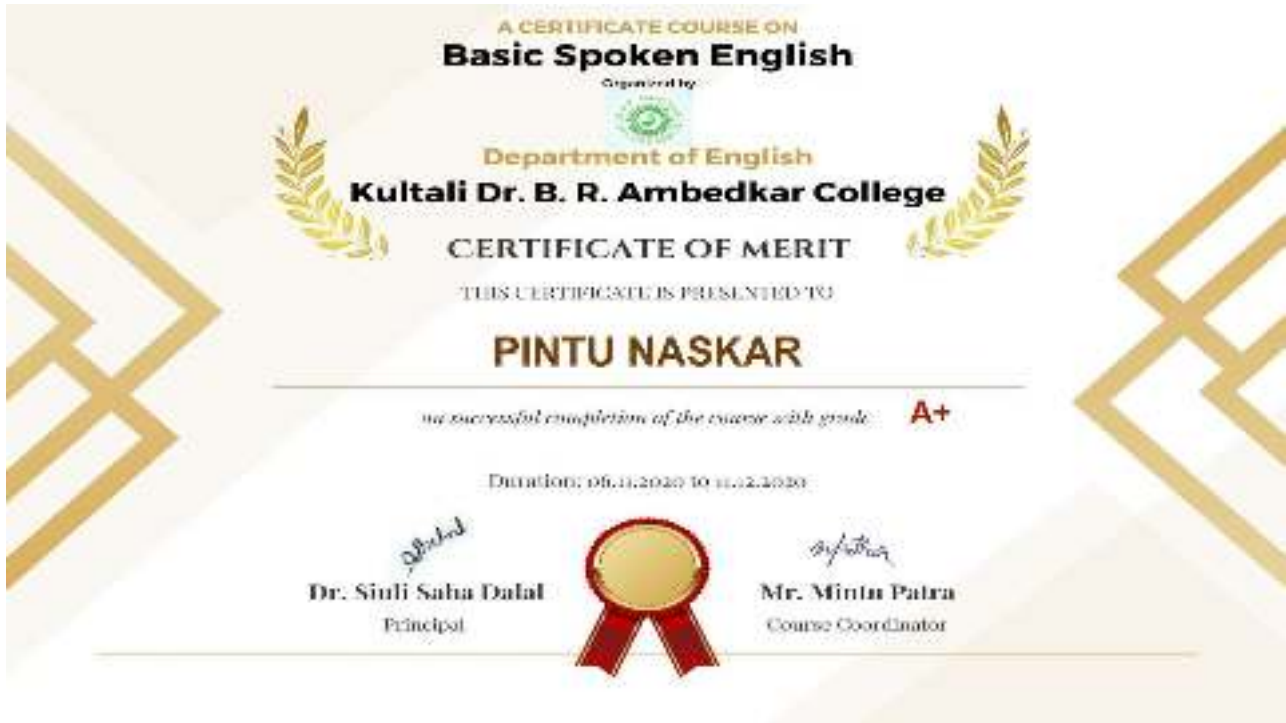 A CERTIFICATE COURSE ON
Basic Spoken English
Organized by
Department of English
Kultali Dr. B. R. Ambedkar College
CERTIFICATE OF MERIT
THIS CERTIFICATE IS PRESENTED TO
PINTU NASKAR
on successful completion of the course with grade A+
Duration: 06.11.2020 to 11.12.2020
Dr. Siuli Saha Dalal Mr. Mintu Patra
Principal Course Coordinator